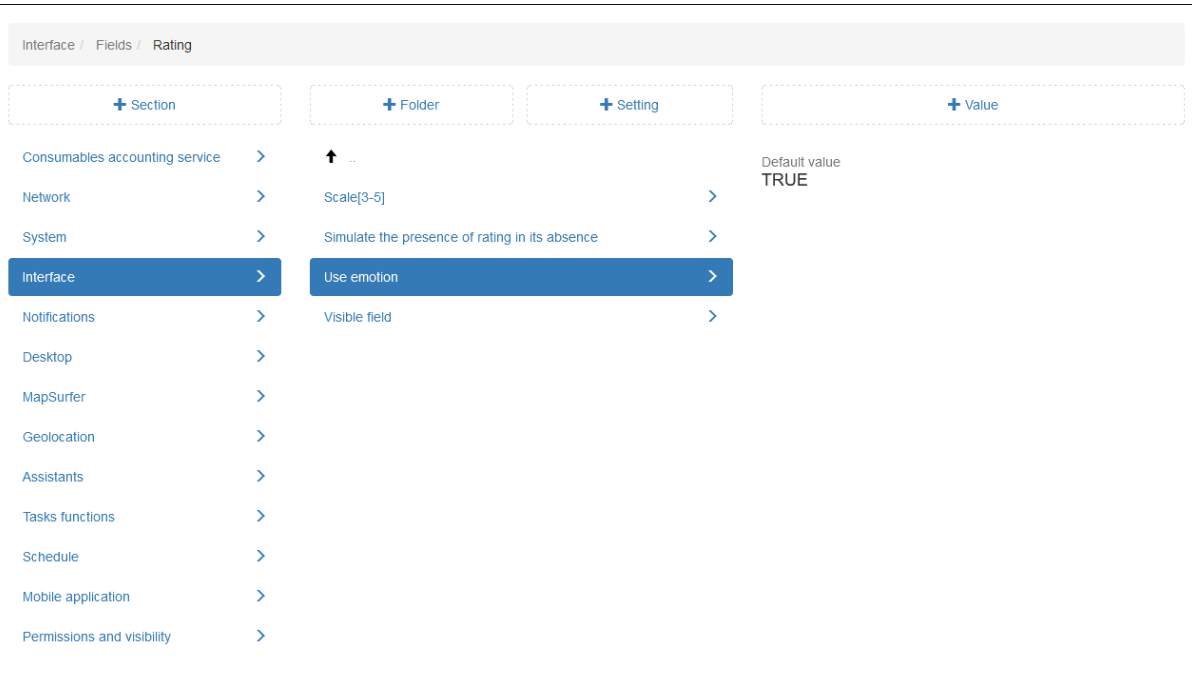 Interface / Fields / Rating
+ Section
+ Folder
+ Setting
+ Value
Consumables accounting service
Network
System
Interface
Notifications
Desktop
MapSurfer
Geolocation
Assistants
Tasks functions
Schedule
Mobile application
Permissions and visibility
..
Scale[3-5]
Simulate the presence of rating in its absence
Use emotion
Visible field
Default value
TRUE